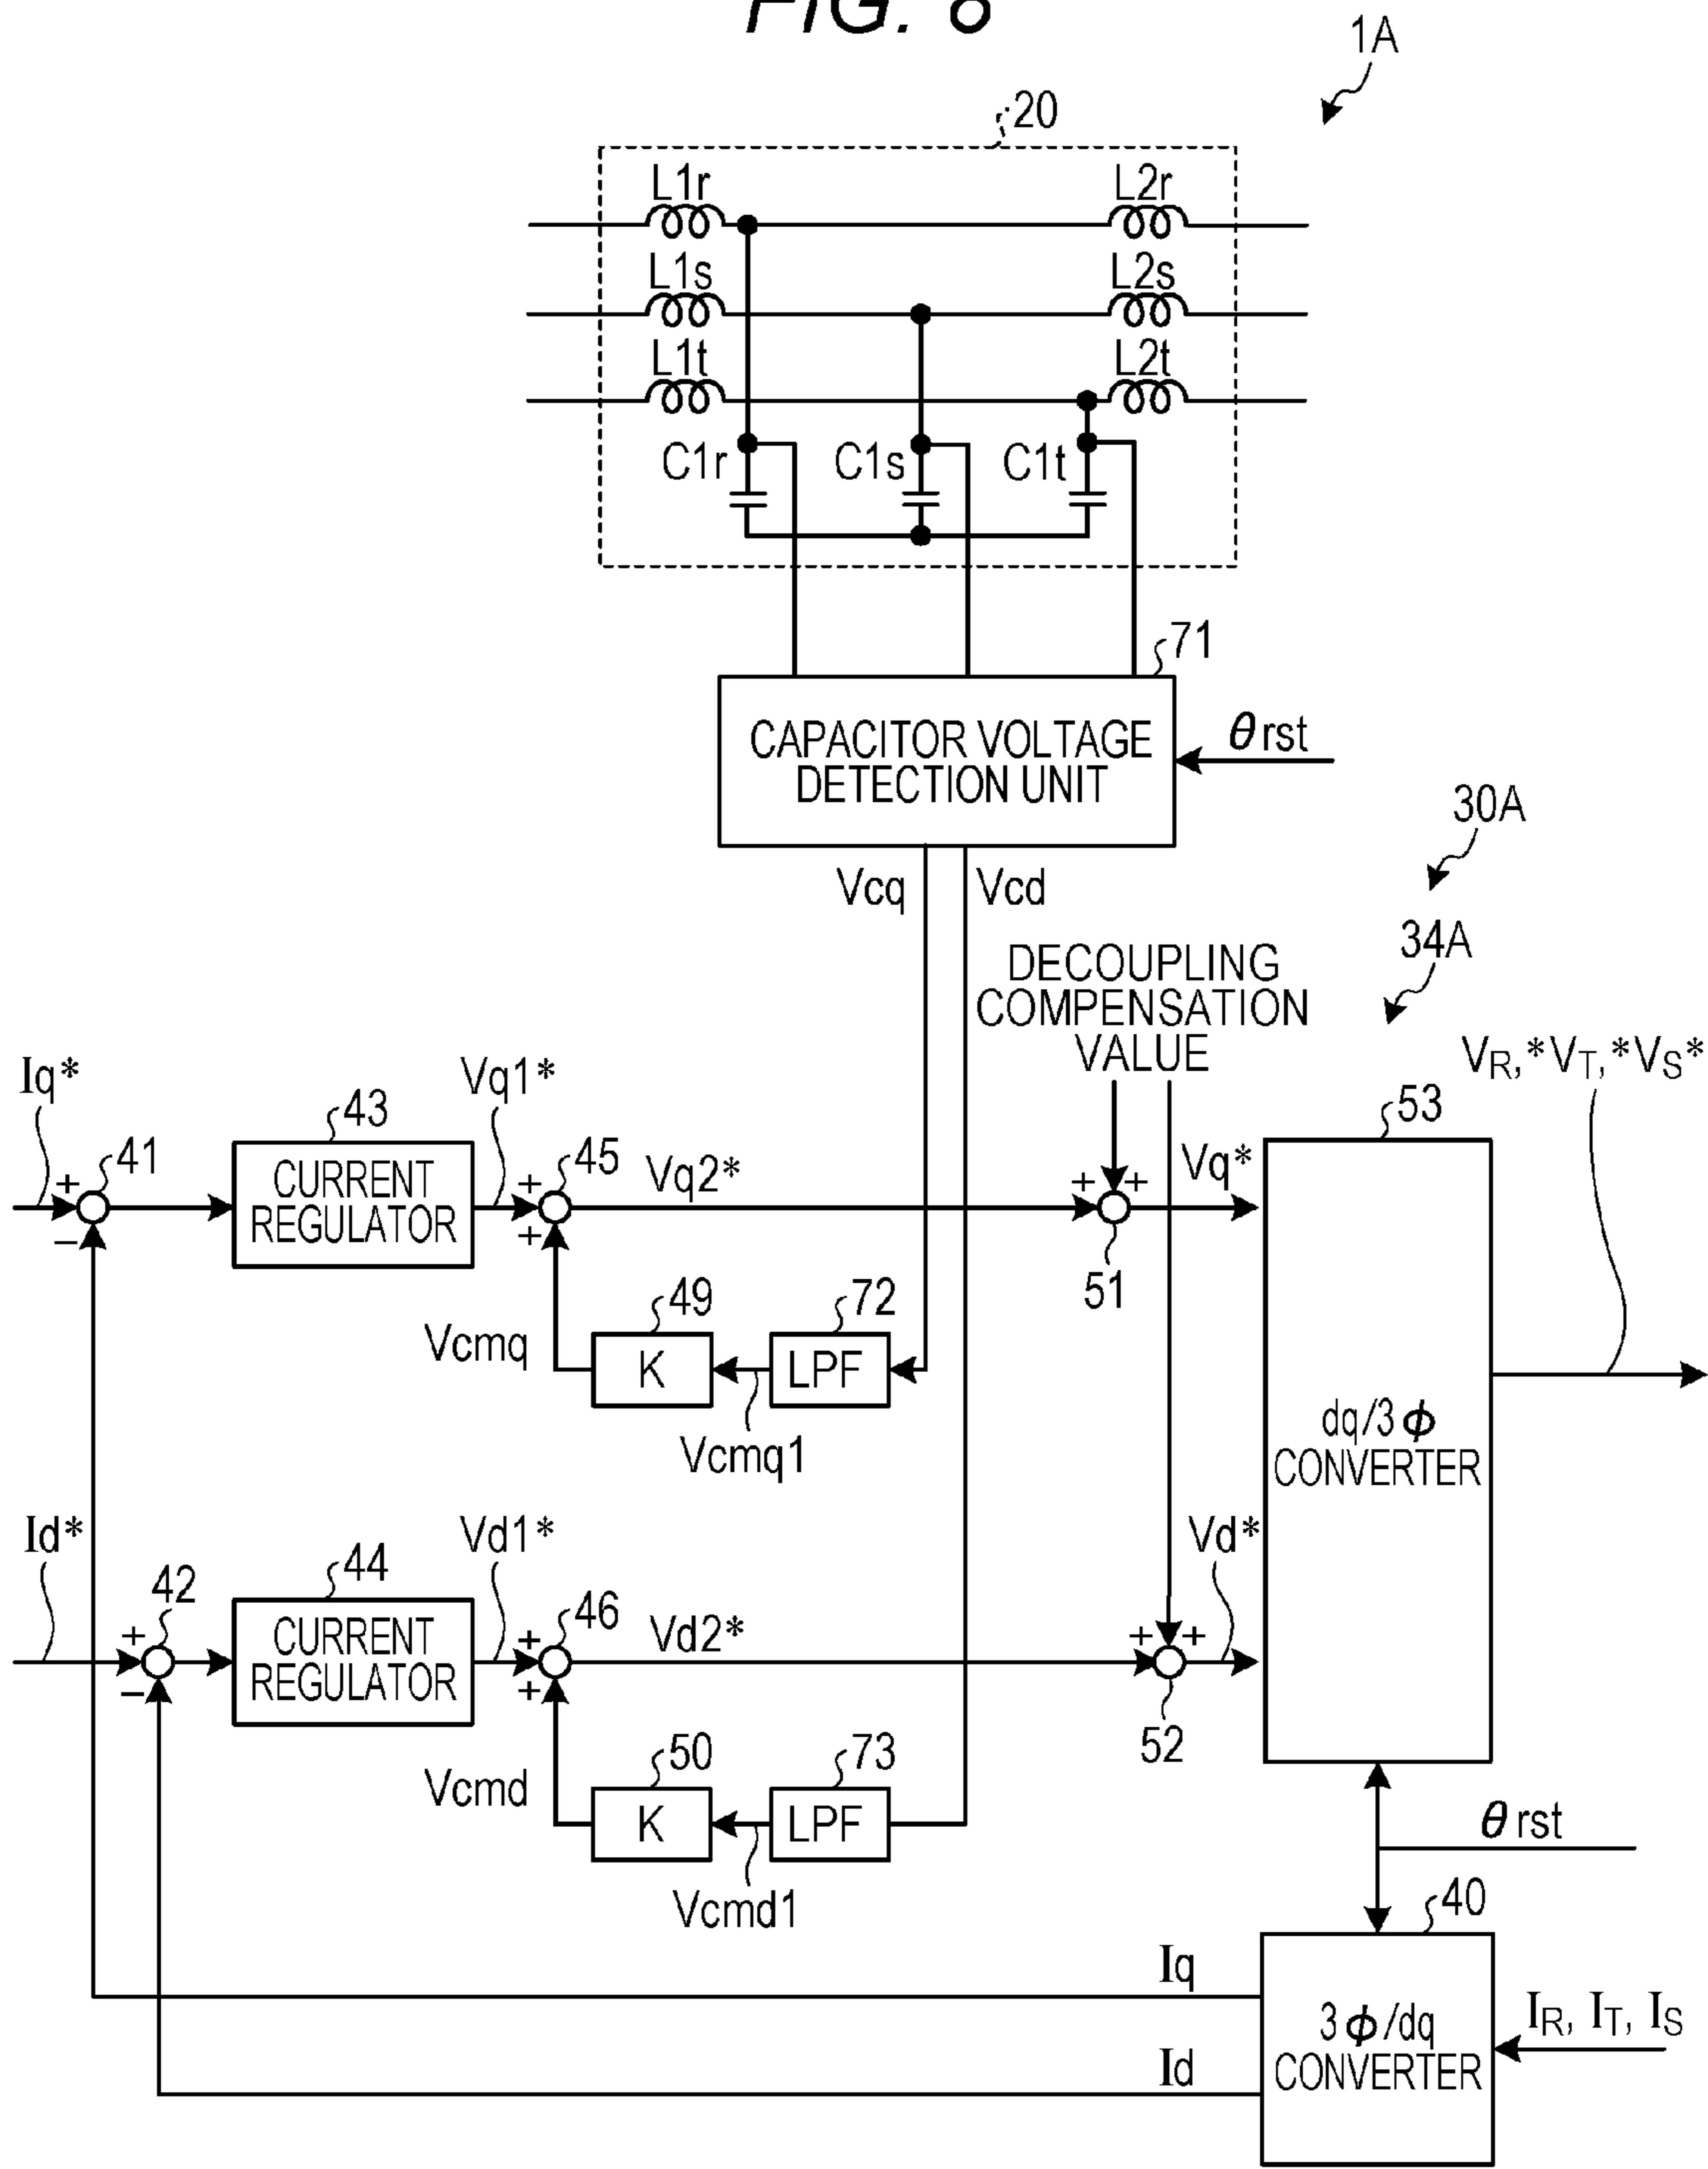 FIG. 8
1A
20
L1r
L2r
L1s
L2s
L1t
L2t
C1r
C1s
C1t
71
CAPACITOR VOLTAGE
DETECTION UNIT
θrst
30A
Vcq
Vcd
34A
DECOUPLING
COMPENSATION
VALUE
VR,*VT,*VS*
Iq*
Vq1*
43
53
41
+
−
CURRENT
REGULATOR
45
+
+
Vq2*
+
+
Vq*
51
49
72
Vcmq
K
LPF
Vcmq1
dq/3ϕ
CONVERTER
Id*
Vd1*
44
Vd*
42
+
−
CURRENT
REGULATOR
46
+
+
Vd2*
+
+
52
50
73
Vcmd
K
LPF
θrst
Vcmd1
40
Iq
3ϕ/dq
CONVERTER
IR, IT, IS
Id